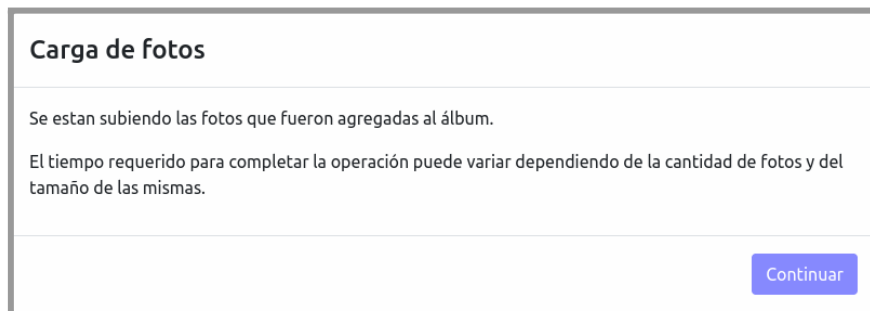 Carga de fotos
Se estan subiendo las fotos que fueron agregadas al álbum.
El tiempo requerido para completar la operación puede variar dependiendo de la cantidad de fotos y del
tamaño de las mismas.
Continuar